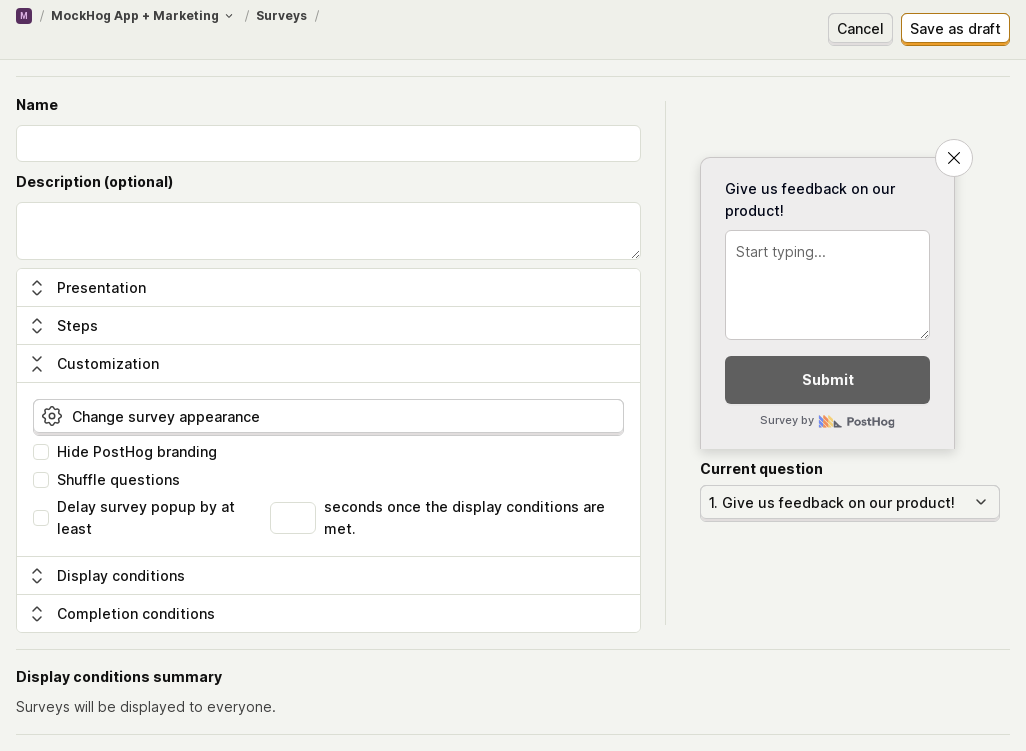 M / MockHog App + Marketing / Surveys /
Cancel
Save as draft
Name
Description (optional)
Presentation
Steps
Customization
Change survey appearance
Hide PostHog branding
Shuffle questions
Delay survey popup by at
least
seconds once the display conditions are
met.
Display conditions
Completion conditions
Give us feedback on our
product!
Start typing...
Submit
Survey by PostHog
Current question
1. Give us feedback on our product!
Display conditions summary
Surveys will be displayed to everyone.